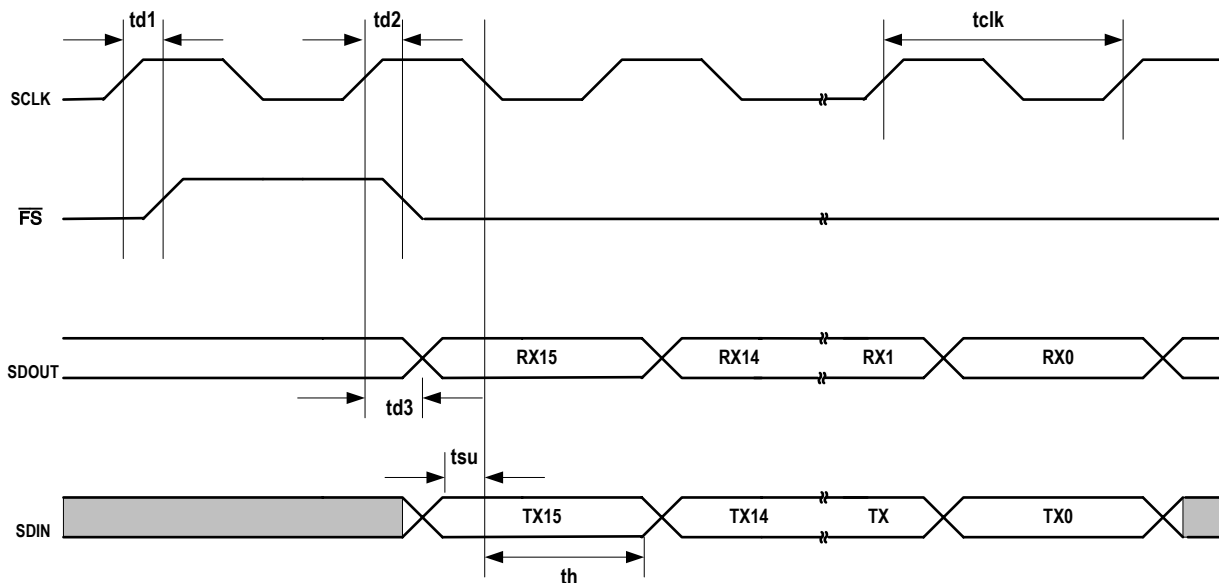 td1 td2 tclk
SCLK
FS
RX15 RX14 RX1 RX0
SDOUT
td3
tsu
TX15 TX14 TX TX0
SDIN
th